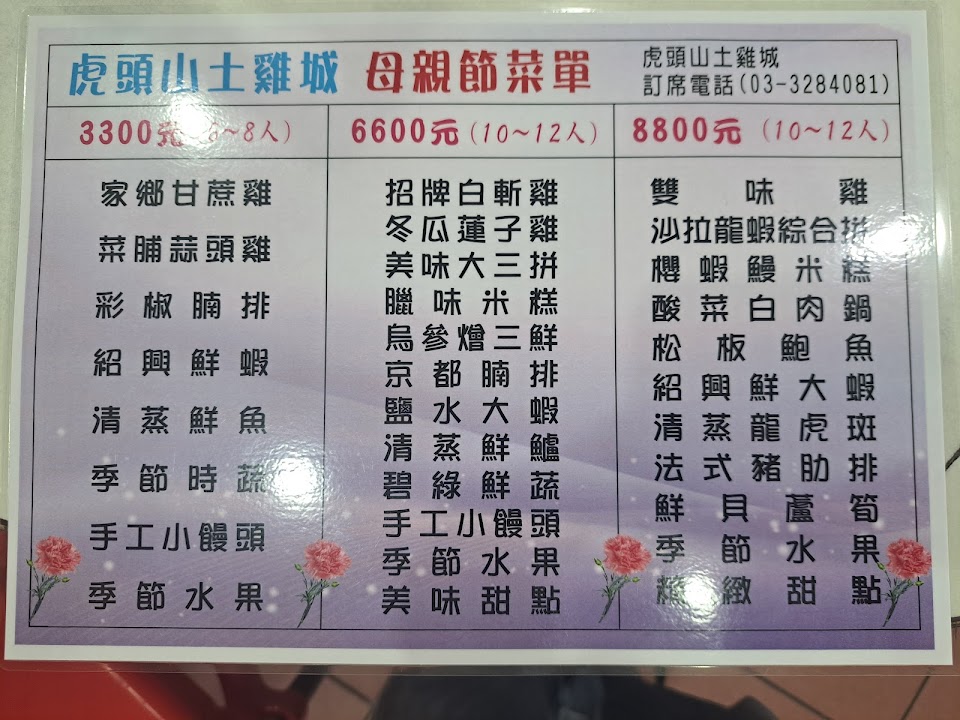 虎頭山土雞城 母親節菜單
虎頭山土雞城
訂席電話(03-3284081)
3300元 ~8人)
家鄉甘蔗雞
菜脯蒜頭雞
彩椒腩排
紹興鮮蝦
清蒸鮮魚
季節時蔬
手工小饅頭
季節水果
6600元(10~12人)
招牌白斬雞
冬瓜蓮子雞
美味大三拼
臘味米糕
烏參燴三鮮
京都腩排
鹽水大蝦
清蒸鮮鱸
碧綠鮮蔬
手工小饅頭
季節水果
美味甜點
8800元 (10~12人)
雙味雞
沙拉龍蝦綜合拼
櫻蝦鰻米糕
酸菜白肉鍋
松板鮑魚
紹興鮮大蝦
清蒸龍虎斑
法式豬肋排
鮮貝蘆筍
季節水果
緻甜點